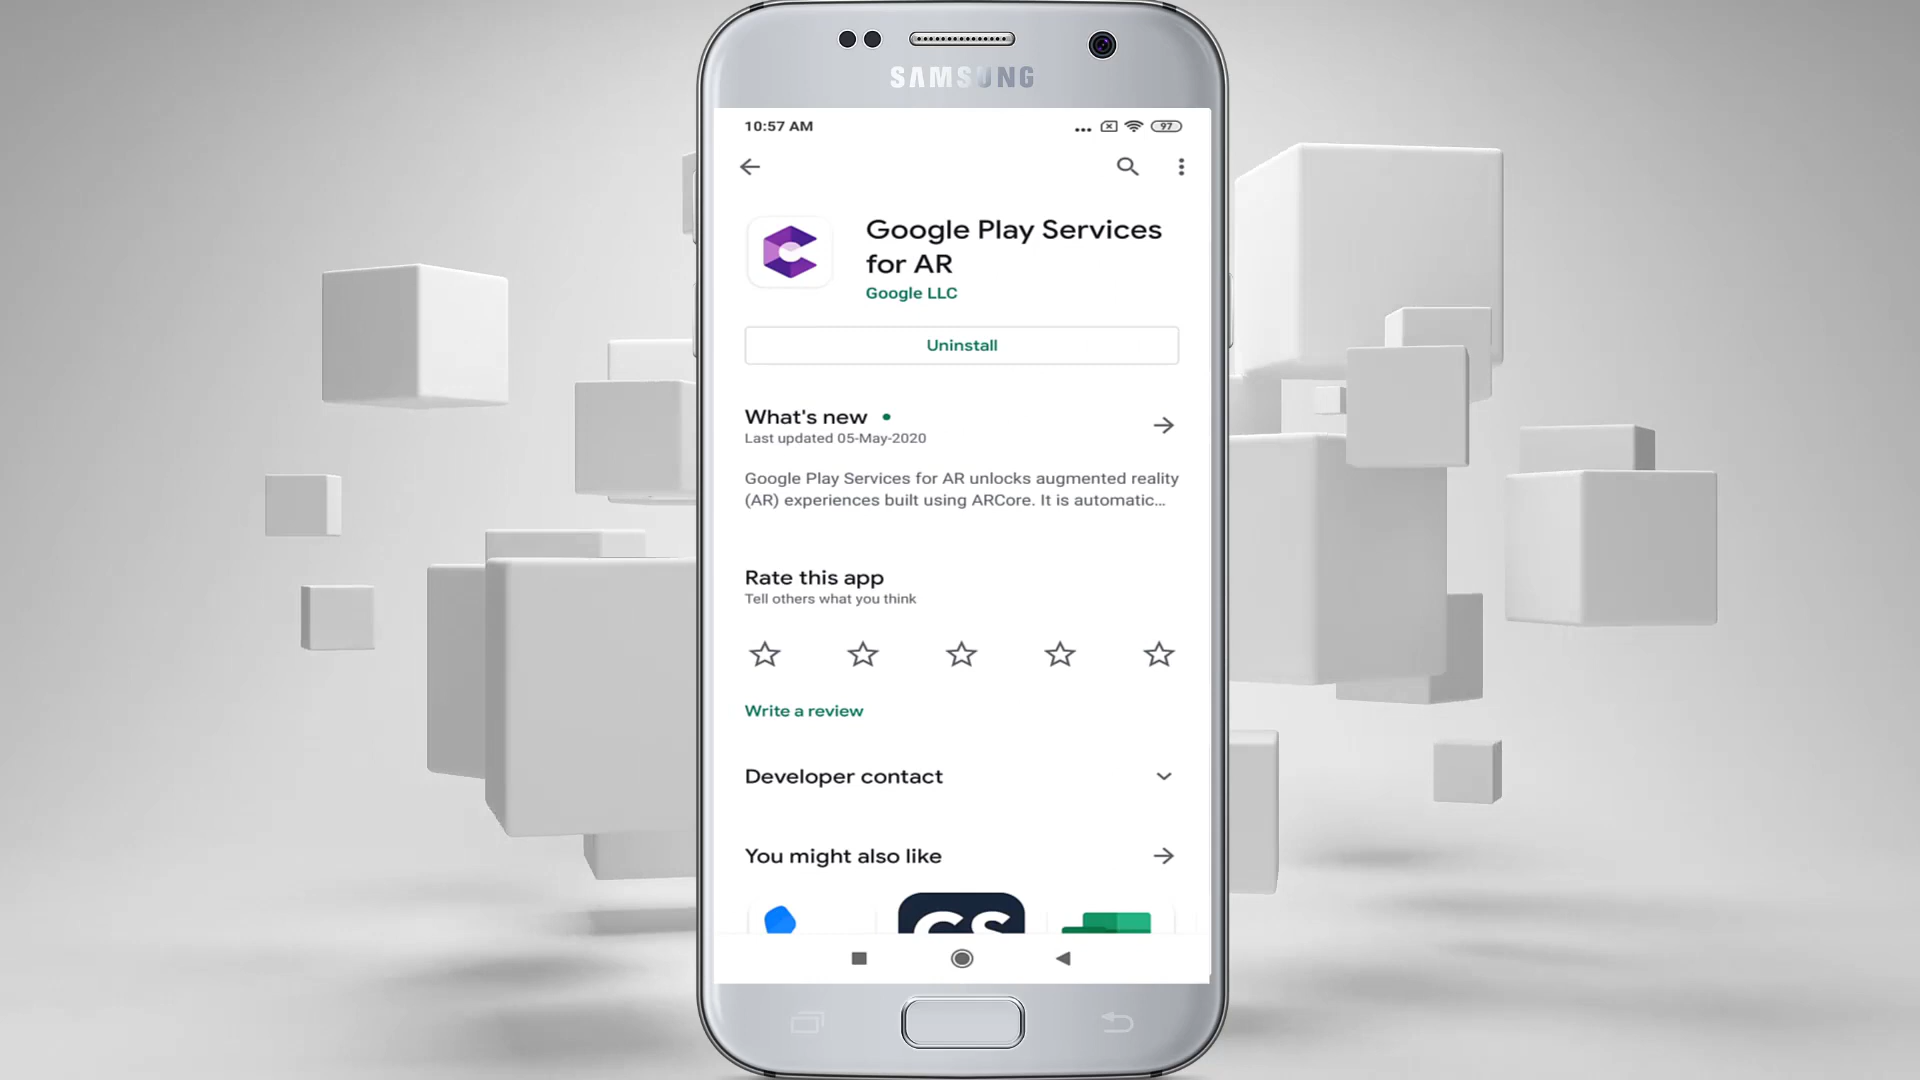 SAMSUNG
10:57 AM
97
Google Play Services
for AR
Google LLC
Uninstall
What's new
Last updated 05-May-2020
Google Play Services for AR unlocks augmented reality
(AR) experiences built using ARCore. It is automatic...
Rate this app
Tell others what you think
Write a review
Developer contact
You might also like
GS